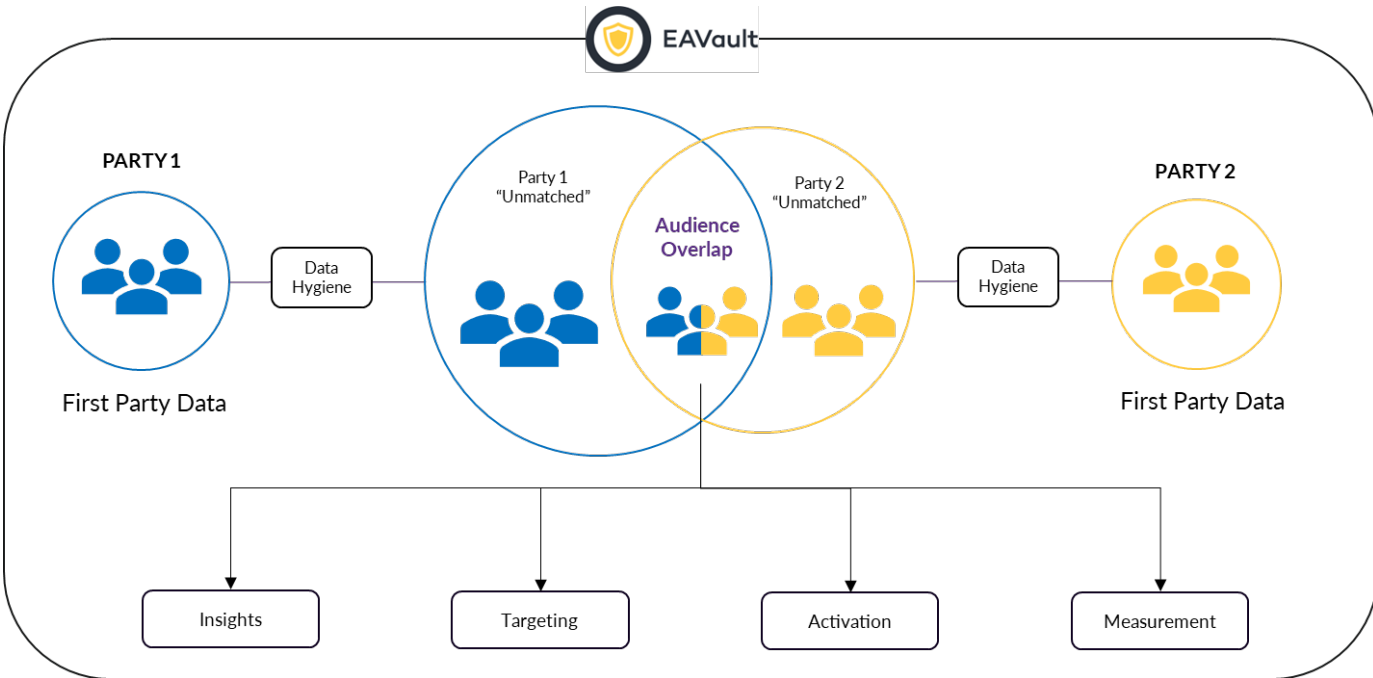 EAVault
PARTY 1
First Party Data
Data
Hygiene
Party 1
“Unmatched”
Audience
Overlap
Party 2
“Unmatched”
Data
Hygiene
PARTY 2
First Party Data
Insights
Targeting
Activation
Measurement